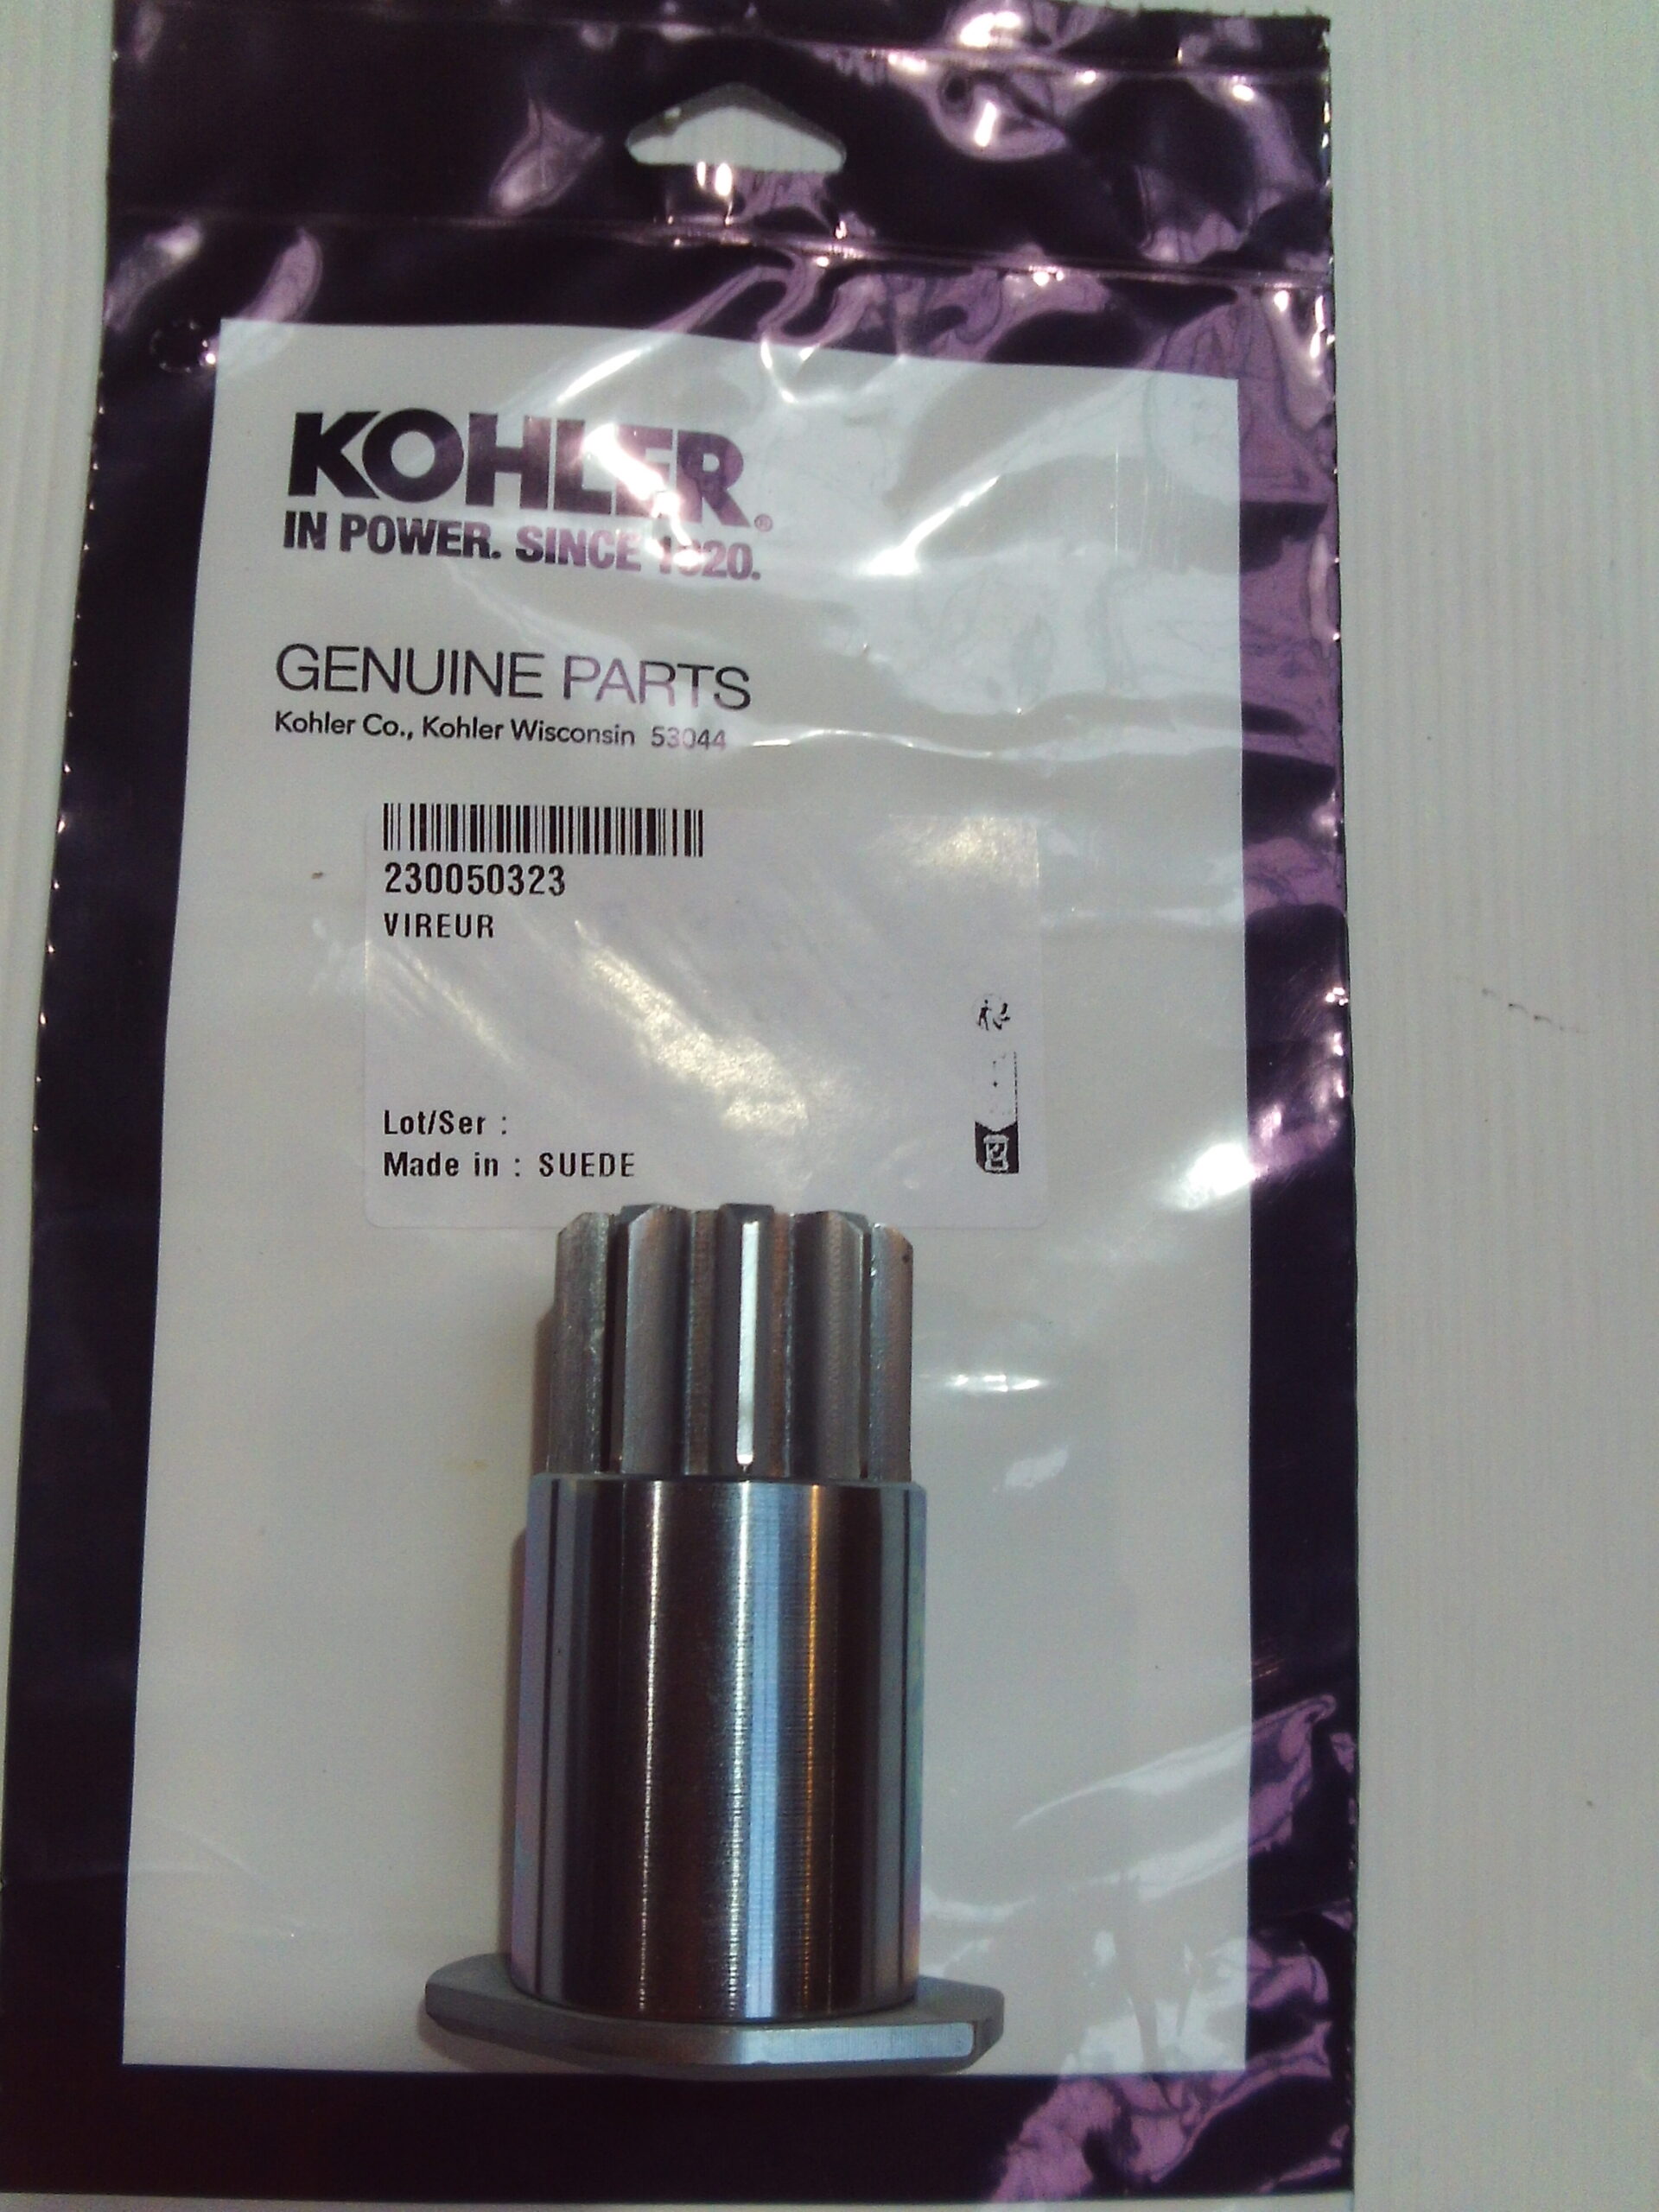 KOHLER®
IN POWER. SINCE 1920.
GENUINE PARTS
Kohler Co., Kohler Wisconsin 53044
230050323
VIREUR
Lot/Ser :
Made in : SUEDE